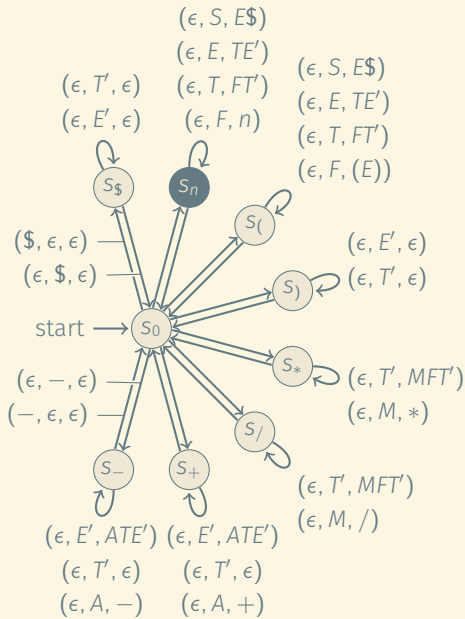 (ϵ, S, E$)
(ϵ, E, TE′)
(ϵ, T, FT′)
(ϵ, F, n)
(ϵ, S, E$)
(ϵ, E, TE′)
(ϵ, T, FT′)
(ϵ, F, (E))
(ϵ, T′, ϵ)
(ϵ, E′, ϵ)
S$
Sn
S(
($, ϵ, ϵ)
(ϵ, $, ϵ)
(ϵ, E′, ϵ)
(ϵ, T′, ϵ)
S)
start
S0
S*
(ϵ, T′, MFT′)
(ϵ, M, ∗)
(ϵ, −, ϵ)
(−, ϵ, ϵ)
S/
(ϵ, T′, MFT′)
(ϵ, M, /)
S−
S+
(ϵ, E′, ATE′)
(ϵ, T′, ϵ)
(ϵ, A, −)
(ϵ, E′, ATE′)
(ϵ, T′, ϵ)
(ϵ, A, +)